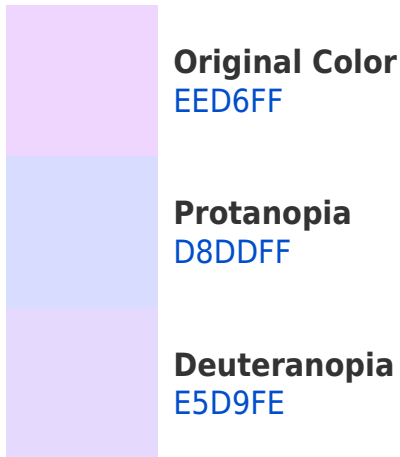 Original Color
EED6FF
Protanopia
D8DDFF
Deuteranopia
E5D9FE